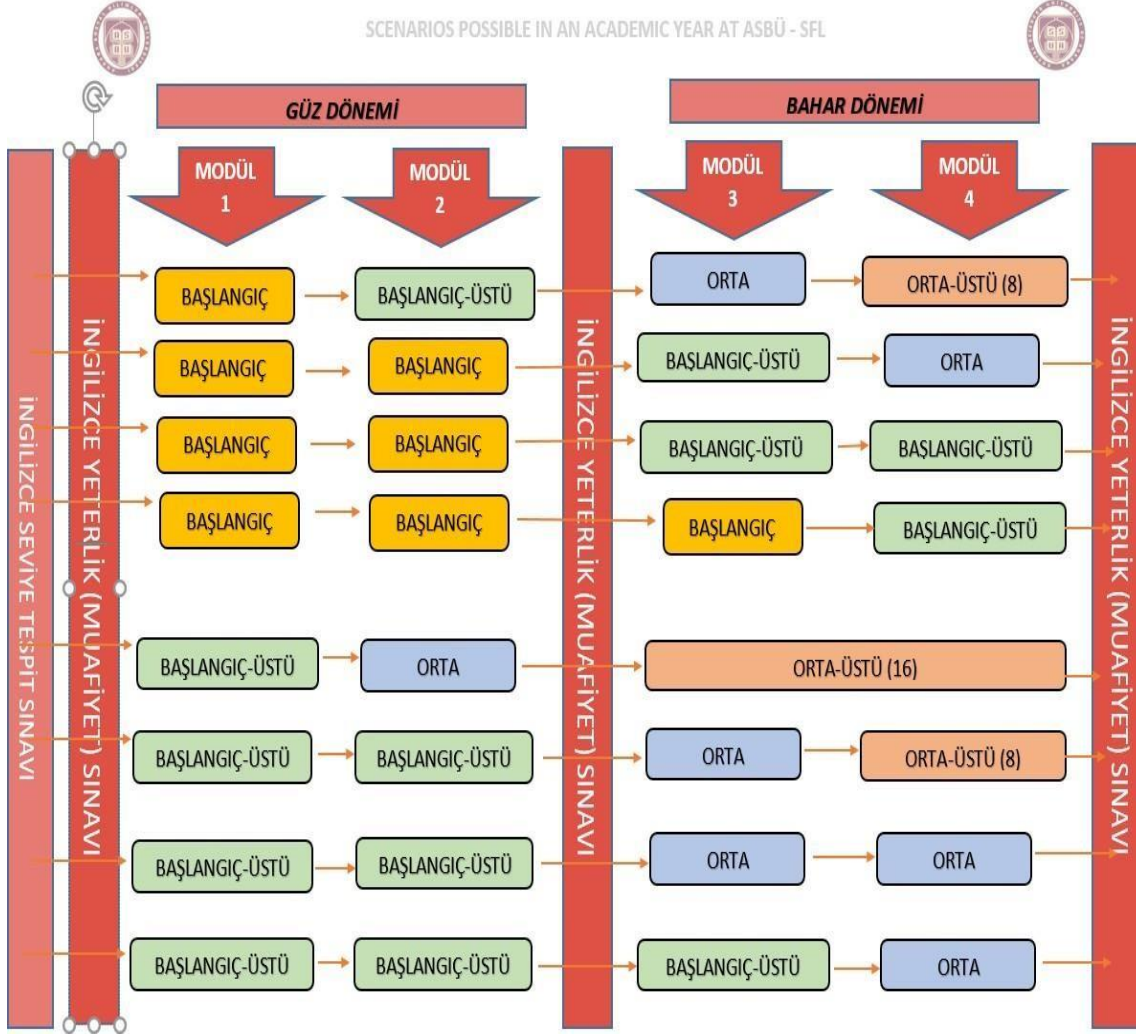 SCENARIOS POSSIBLE IN AN ACADEMIC YEAR AT ASBÜ - SFL
GÜZ DÖNEMİ
BAHAR DÖNEMİ
MODÜL
1
MODÜL
2
MODÜL
3
MODÜL
4
İNGİLİZCE SEVİYE TESPİT SINAVI
İNGİLİZCE YETERLİK (MUAFİYET) SINAVI
İNGİLİZCE YETERLİK (MUAFİYET) SINAVI
İNGİLİZCE YETERLİK (MUAFİYET) SINAVI
BAŞLANGIÇ
BAŞLANGIÇ-ÜSTÜ
ORTA
ORTA-ÜSTÜ (8)
BAŞLANGIÇ
BAŞLANGIÇ
BAŞLANGIÇ-ÜSTÜ
ORTA
BAŞLANGIÇ
BAŞLANGIÇ
BAŞLANGIÇ-ÜSTÜ
BAŞLANGIÇ-ÜSTÜ
BAŞLANGIÇ
BAŞLANGIÇ
BAŞLANGIÇ
BAŞLANGIÇ-ÜSTÜ
BAŞLANGIÇ-ÜSTÜ
ORTA
ORTA-ÜSTÜ (16)
BAŞLANGIÇ-ÜSTÜ
BAŞLANGIÇ-ÜSTÜ
ORTA
ORTA-ÜSTÜ (8)
BAŞLANGIÇ-ÜSTÜ
BAŞLANGIÇ-ÜSTÜ
ORTA
ORTA
BAŞLANGIÇ-ÜSTÜ
BAŞLANGIÇ-ÜSTÜ
BAŞLANGIÇ-ÜSTÜ
ORTA